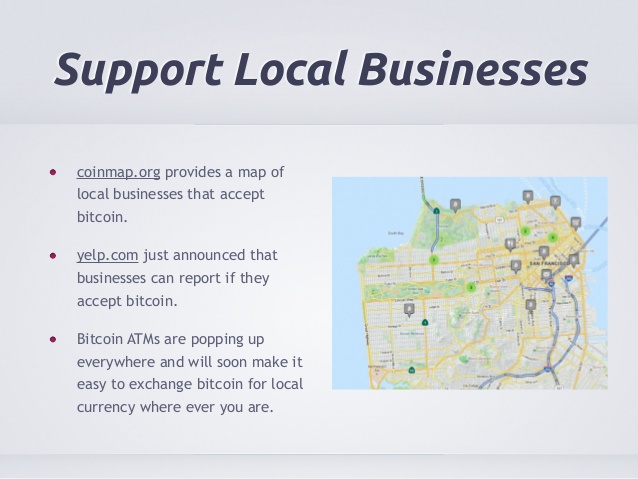 Support Local Businesses
coinmap.org provides a map of
local businesses that accept
bitcoin.
yelp.com just announced that
businesses can report if they
accept bitcoin.
Bitcoin ATMs are popping up
everywhere and will soon make it
easy to exchange bitcoin for local
currency where ever you are.
SAN FRANCISCO